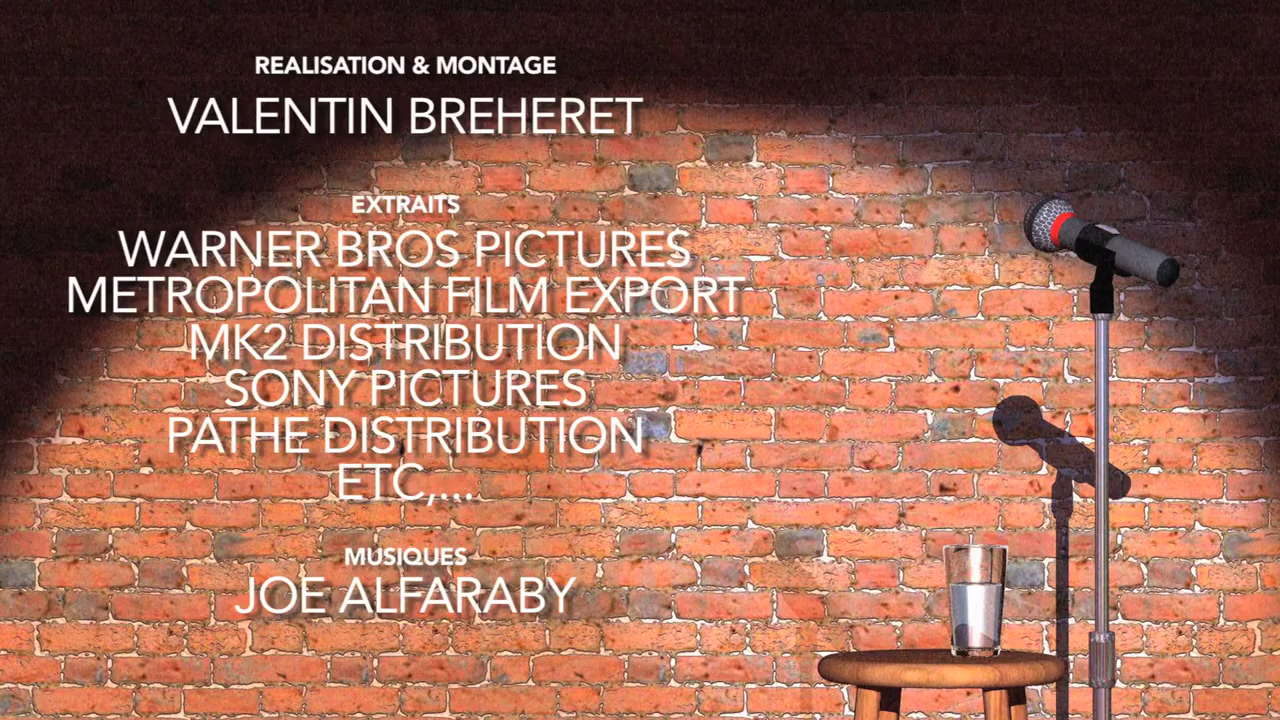 REALISATION & MONTAGE
VALENTIN BREHERET
EXTRAITS
WARNER BROS PICTURES
METROPOLITAN FILM EXPORT
MK2 DISTRIBUTION
SONY PICTURES
PATHE DISTRIBUTION
ETC,...
MUSIQUES
JOE ALFARABY